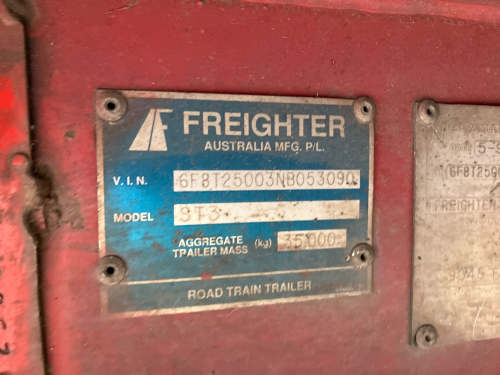 FREIGHTER
AUSTRALIA MFG. P/L.
V.I.N. 6F8T25003NB053090
MODEL ST3
AGGREGATE TRAILER MASS (kg) 35000
ROAD TRAIN TRAILER
FREIGHTER